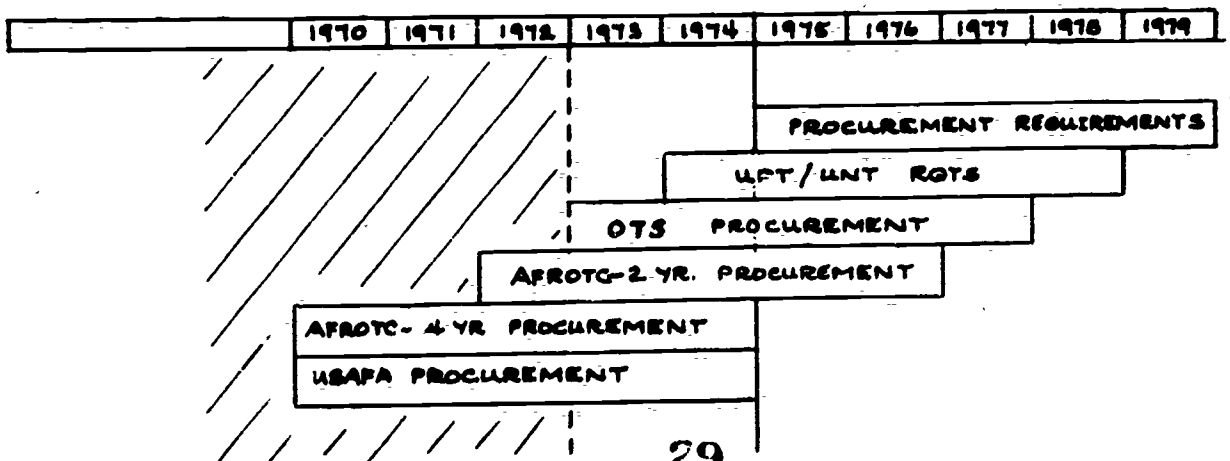 1970 1971 1972 1973 1974 1975 1976 1977 1978 1979
PROCUREMENT REQUIREMENTS
UPT/UNT RQTS
OTS PROCUREMENT
AFROTC-2 YR. PROCUREMENT
AFROTC-4 YR PROCUREMENT
USAFA PROCUREMENT
29